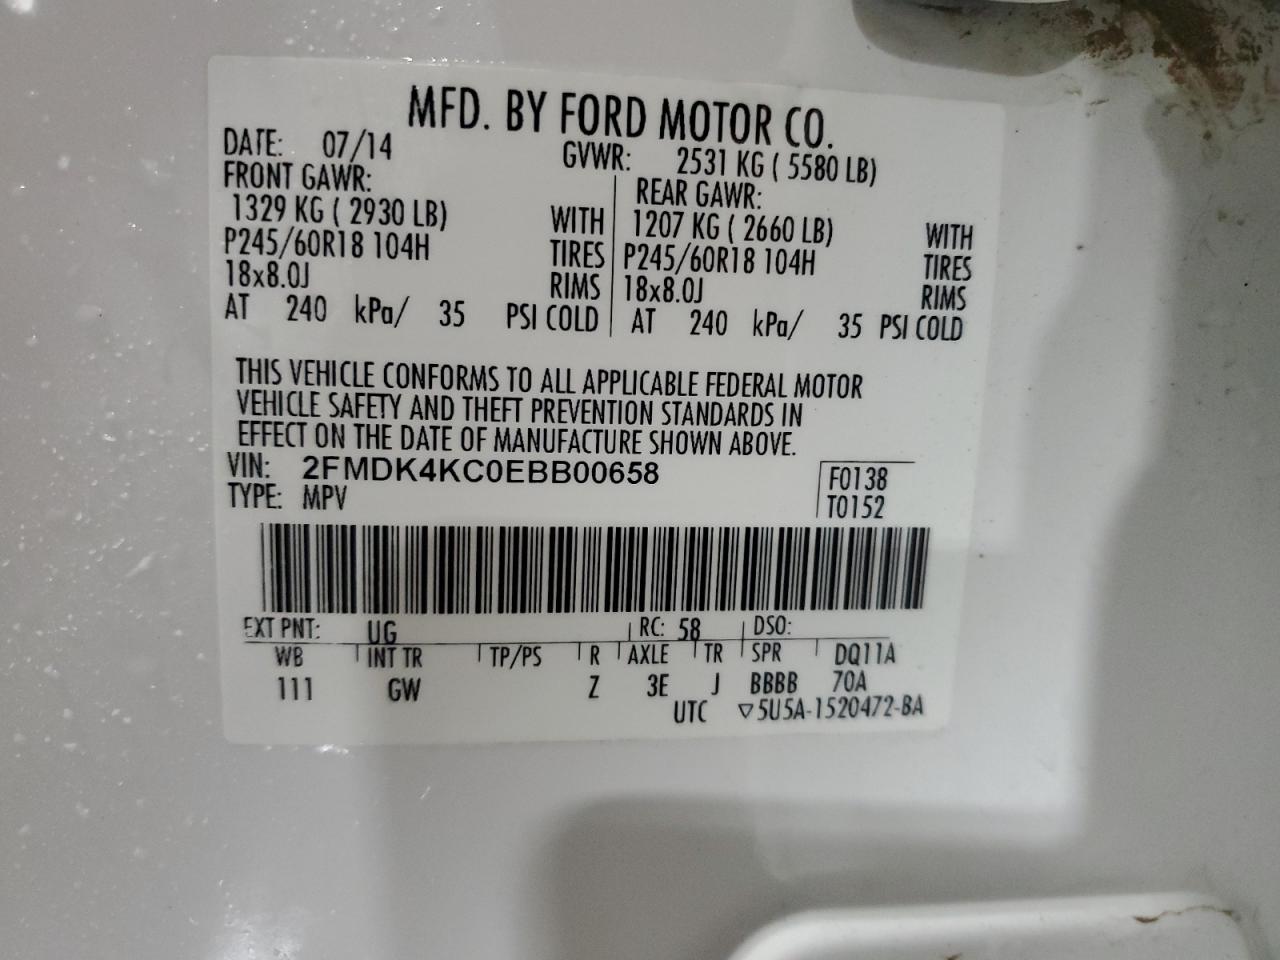 MFD. BY FORD MOTOR CO.
DATE: 07/14 GVWR: 2531 KG ( 5580 LB)
FRONT GAWR: REAR GAWR:
1329 KG ( 2930 LB) WITH 1207 KG ( 2660 LB) WITH
P245/60R18 104H TIRES P245/60R18 104H TIRES
18x8.0J RIMS 18x8.0J RIMS
AT 240 kPa/ 35 PSI COLD AT 240 kPa/ 35 PSI COLD
THIS VEHICLE CONFORMS TO ALL APPLICABLE FEDERAL MOTOR
VEHICLE SAFETY AND THEFT PREVENTION STANDARDS IN
EFFECT ON THE DATE OF MANUFACTURE SHOWN ABOVE.
VIN: 2FMDK4KC0EBB00658 F0138
TYPE: MPV T0152
EXT PNT: UG RC: 58 DSO:
WB INT TR TP/PS R AXLE TR SPR DQ11A
111 GW Z 3E J BBBB 70A
UTC ▽5U5A-1520472-BA